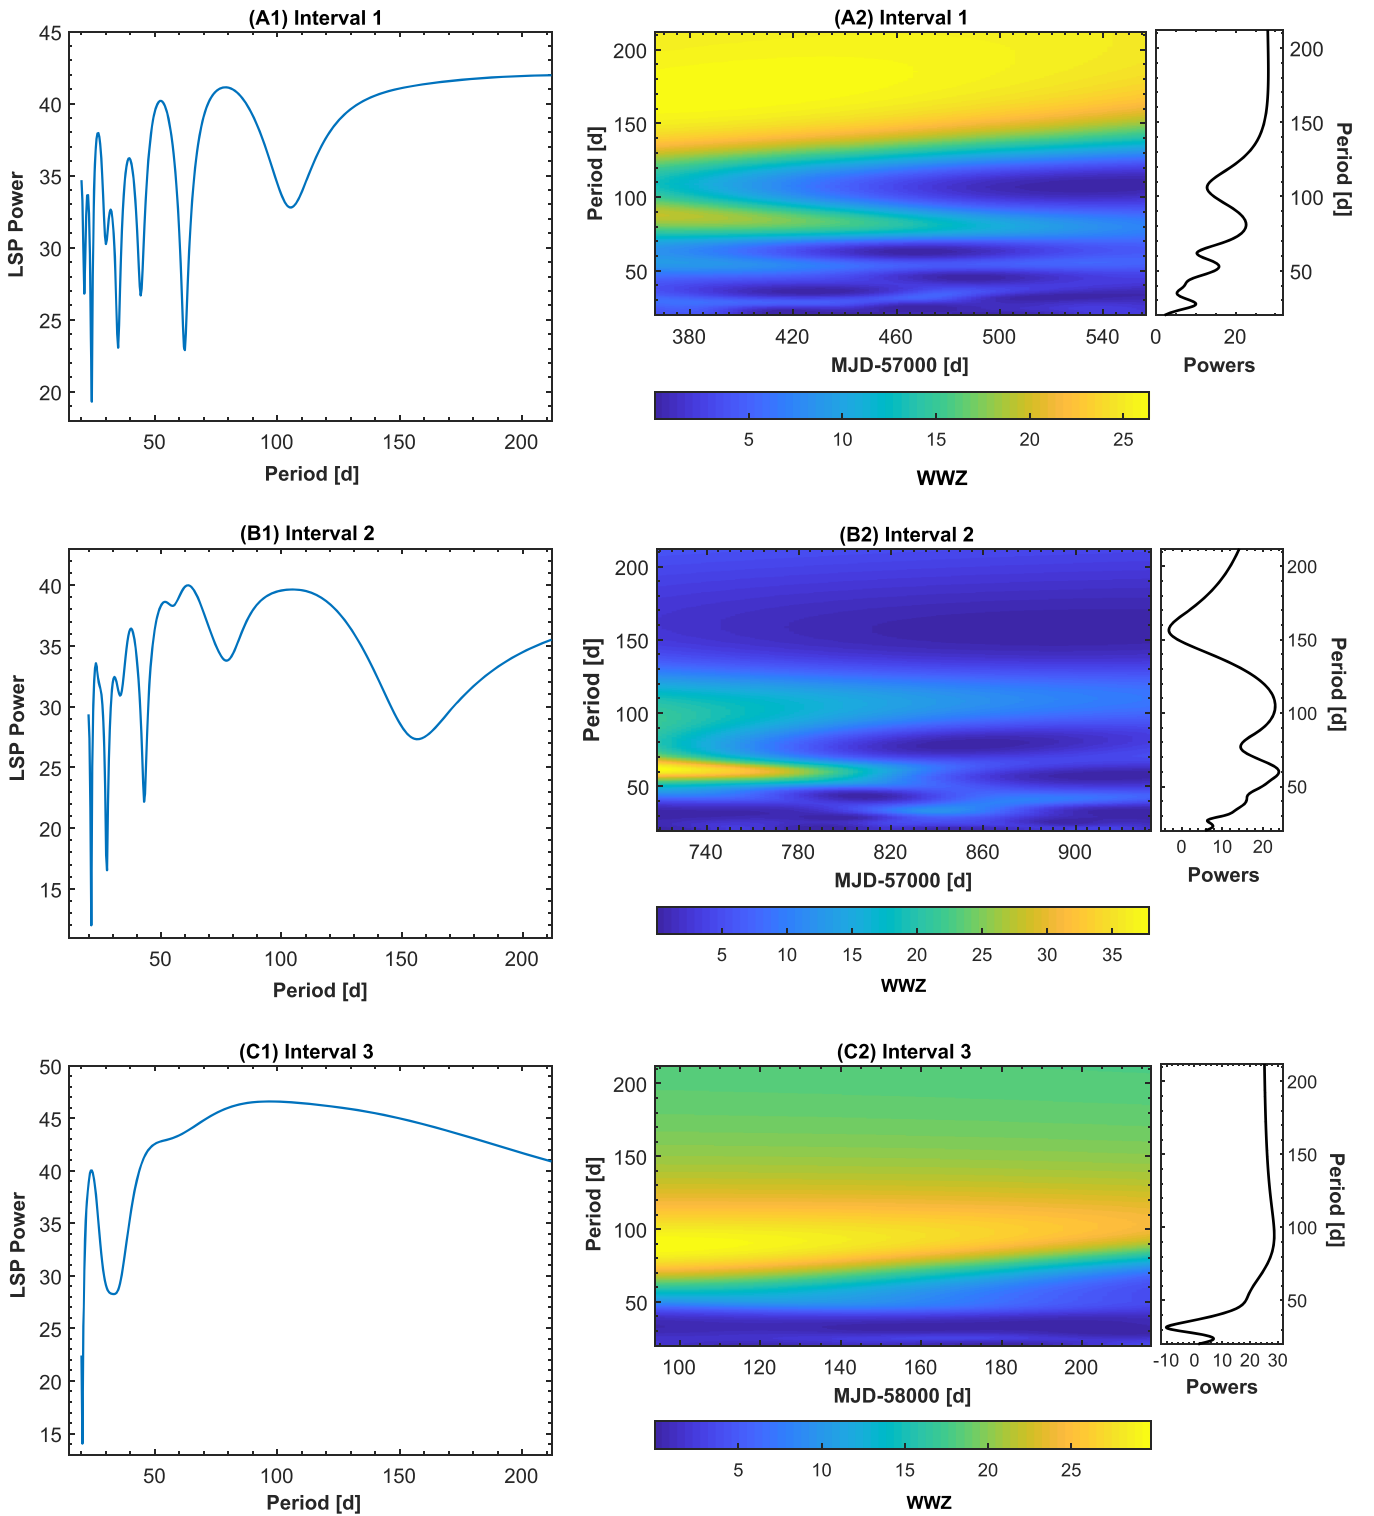 (A1) Interval 1
45
40
35
30
25
20
LSP Power
50 100 150 200
Period [d]
(A2) Interval 1
200
150
100
50
Period [d]
380 420 460 500 540
MJD-57000 [d]
200
150
100
50
Period [d]
0 20
Powers
5 10 15 20 25
WWZ
(B1) Interval 2
40
35
30
25
20
15
LSP Power
50 100 150 200
Period [d]
(B2) Interval 2
200
150
100
50
Period [d]
740 780 820 860 900
MJD-57000 [d]
200
150
100
50
Period [d]
0 10 20
Powers
5 10 15 20 25 30 35
WWZ
(C1) Interval 3
50
45
40
35
30
25
20
15
LSP Power
50 100 150 200
Period [d]
(C2) Interval 3
200
150
100
50
Period [d]
100 120 140 160 180 200
MJD-58000 [d]
200
150
100
50
Period [d]
-10 0 10 20 30
Powers
5 10 15 20 25
WWZ